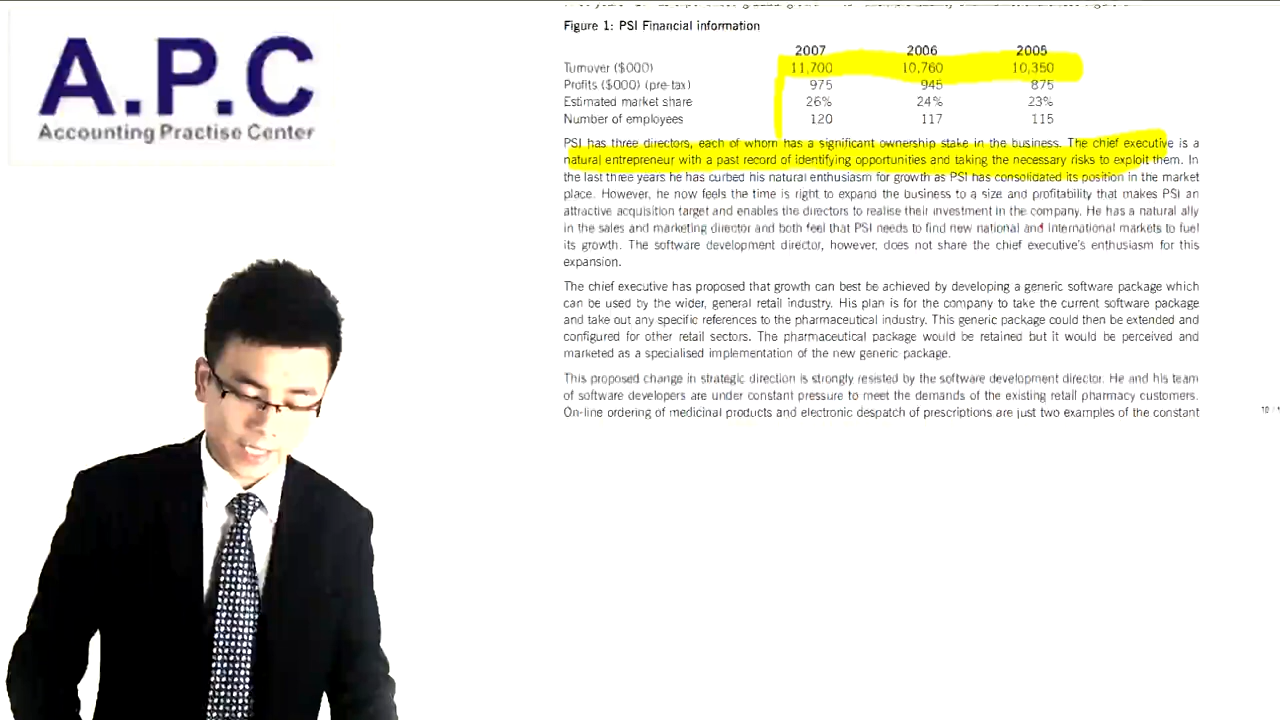 A.P.C
Accounting Practise Center
Figure 1: PSI Financial information
2007 2006 2005
Turnover ($000) 11,700 10,760 10,350
Profits ($000) (pre-tax) 975 945 875
Estimated market share 26% 24% 23%
Number of employees 120 117 115
PSI has three directors, each of whom has a significant ownership stake in the business. The chief executive is a
natural entrepreneur with a past record of identifying opportunities and taking the necessary risks to exploit them. In
the last three years he has curbed his natural enthusiasm for growth as PSI has consolidated its position in the market
place. However, he now feels the time is right to expand the business to a size and profitability that makes PSI an
attractive acquisition target and enables the directors to realise their investment in the company. He has a natural ally
in the sales and marketing director and both feel that PSI needs to find new national and international markets to fuel
its growth. The software development director, however, does not share the chief executive's enthusiasm for this
expansion.
The chief executive has proposed that growth can best be achieved by developing a generic software package which
can be used by the wider, general retail industry. His plan is for the company to take the current software package
and take out any specific references to the pharmaceutical industry. This generic package could then be extended and
configured for other retail sectors. The pharmaceutical package would be retained but it would be perceived and
marketed as a specialised implementation of the new generic package.
This proposed change in strategic direction is strongly resisted by the software development director. He and his team
of software developers are under constant pressure to meet the demands of the existing retail pharmacy customers.
On-line ordering of medicinal products and electronic despatch of prescriptions are just two examples of the constant